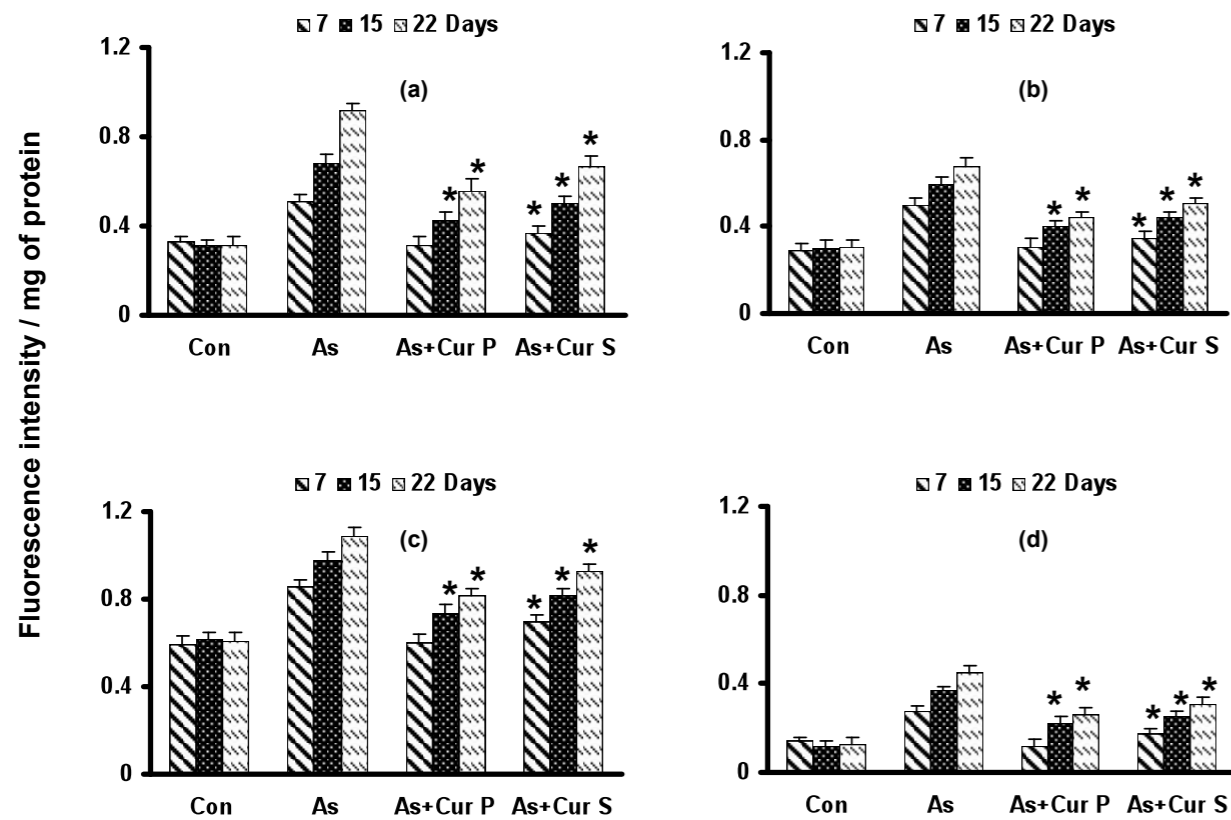 Fluorescence intensity / mg of protein
7 15 22 Days
(a)
1.2
0.8
0.4
0
* * * * *
Con As As+Cur P As+Cur S
7 15 22 Days
(b)
1.2
0.8
0.4
0
* * * * *
Con As As+Cur P As+Cur S
7 15 22 Days
(c)
1.2
0.8
0.4
0
* * * * *
Con As As+Cur P As+Cur S
7 15 22 Days
(d)
1.2
0.8
0.4
0
* * * * *
Con As As+Cur P As+Cur S